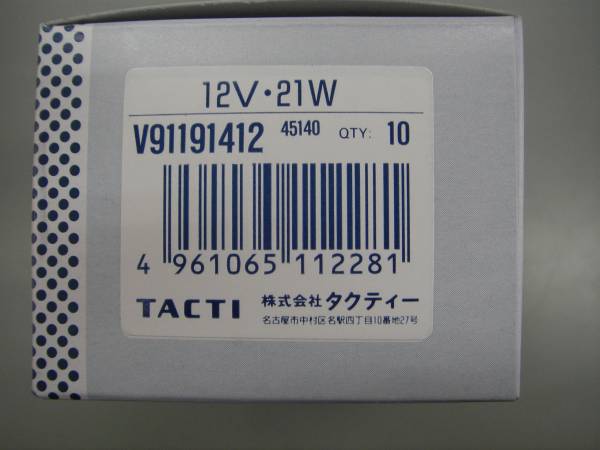 12V・21W
V91191412 45140 QTY: 10
4 961065 112281
TACTI 株式会社 タクティー
名古屋市中村区名駅四丁目10番地27号